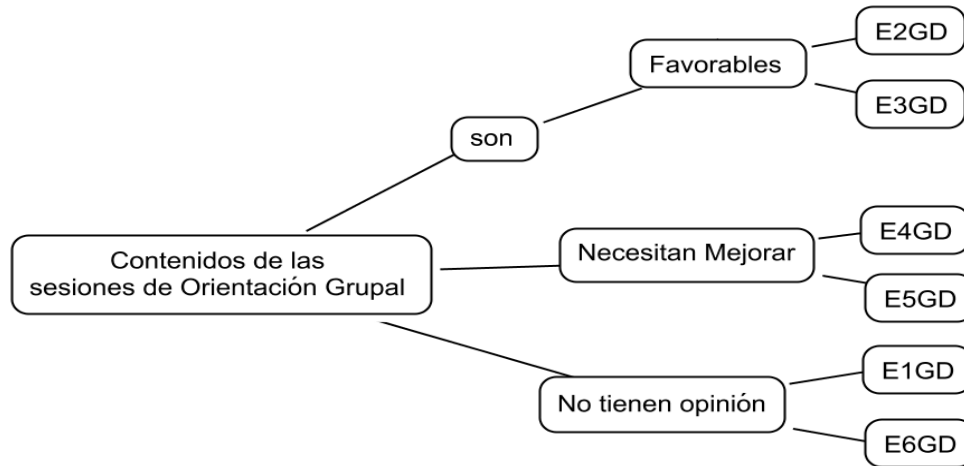 E2GD
Favorables
E3GD
son
Contenidos de las
sesiones de Orientación Grupal
Necesitan Mejorar
E4GD
E5GD
No tienen opinión
E1GD
E6GD